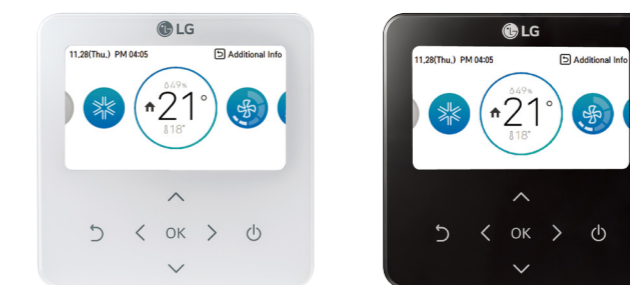 LG
11,28(Thu,) PM 04:05 Additional Info
49%
21°
18°
OK
LG
11,28(Thu,) PM 04:05 Additional Info
49%
21°
18°
OK